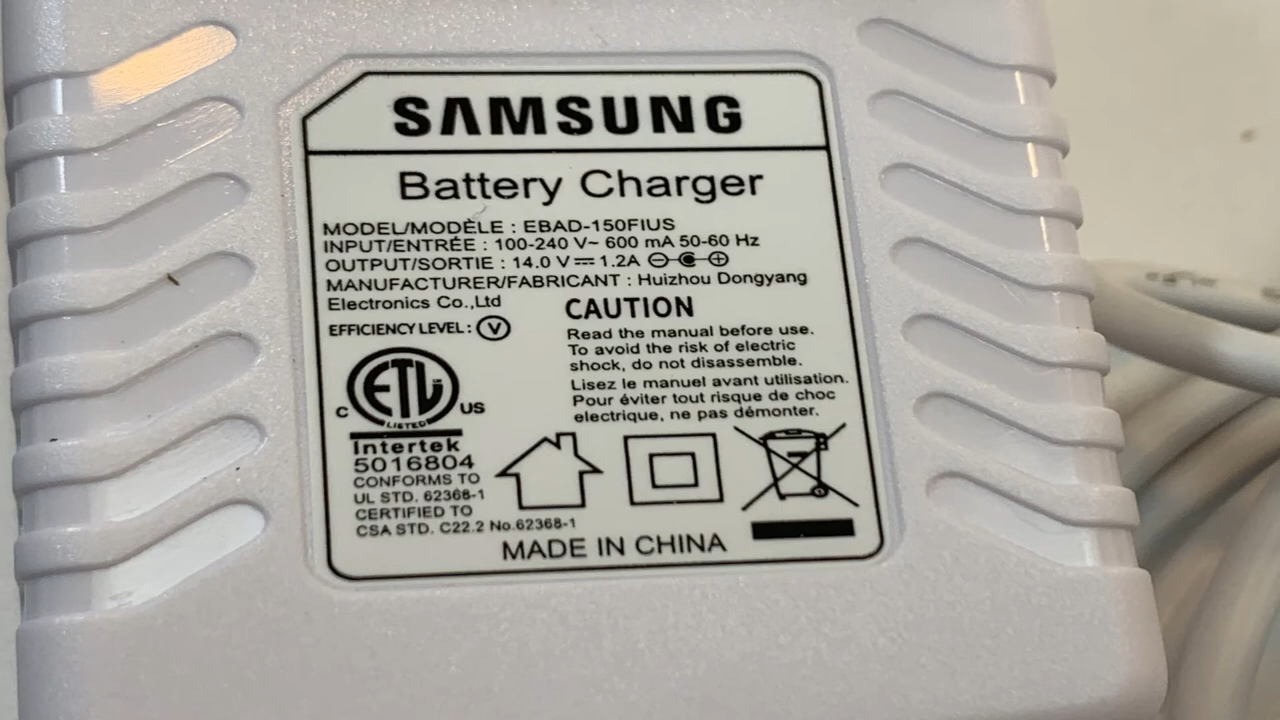 SAMSUNG
Battery Charger
MODEL/MODÈLE : EBAD-150FIUS
INPUT/ENTRÉE : 100-240 V~ 600 mA 50-60 Hz
OUTPUT/SORTIE : 14.0 V⎓1.2A
MANUFACTURER/FABRICANT : Huizhou Dongyang
Electronics Co.,Ltd
EFFICIENCY LEVEL : V
CAUTION
Read the manual before use.
To avoid the risk of electric
shock, do not disassemble.
Lisez le manuel avant utilisation.
Pour éviter tout risque de choc
electrique, ne pas démonter.
C ETL US
LISTED
Intertek
5016804
CONFORMS TO
UL STD. 62368-1
CERTIFIED TO
CSA STD. C22.2 No.62368-1
MADE IN CHINA